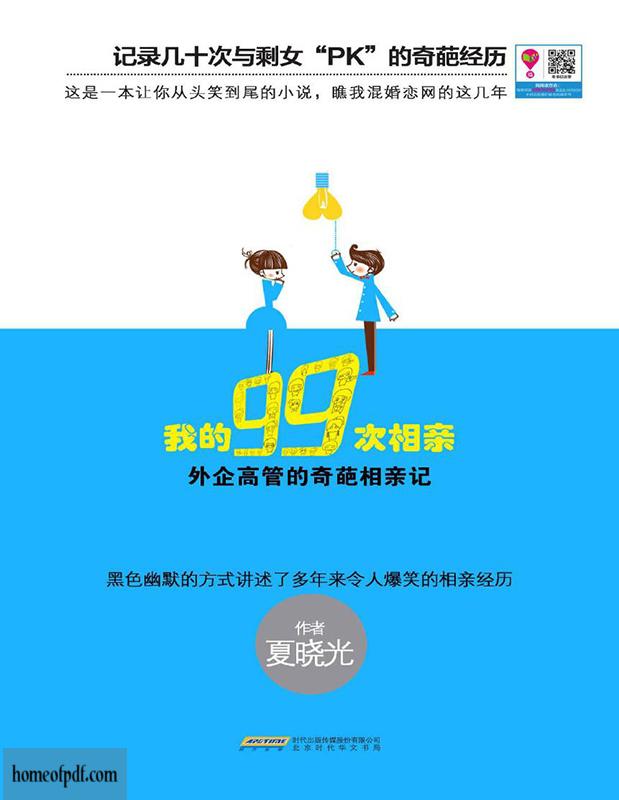 记录几十次与剩女“PK”的奇葩经历
这是一本让你从头笑到尾的小说，瞧我混婚恋网的这几年
我的99次相亲
外企高管的奇葩相亲记
黑色幽默的方式讲述了多年来令人爆笑的相亲经历
作者
夏晓光
APGTIME 时代出版传媒股份有限公司
北京时代华文书局
homeofpdf.com